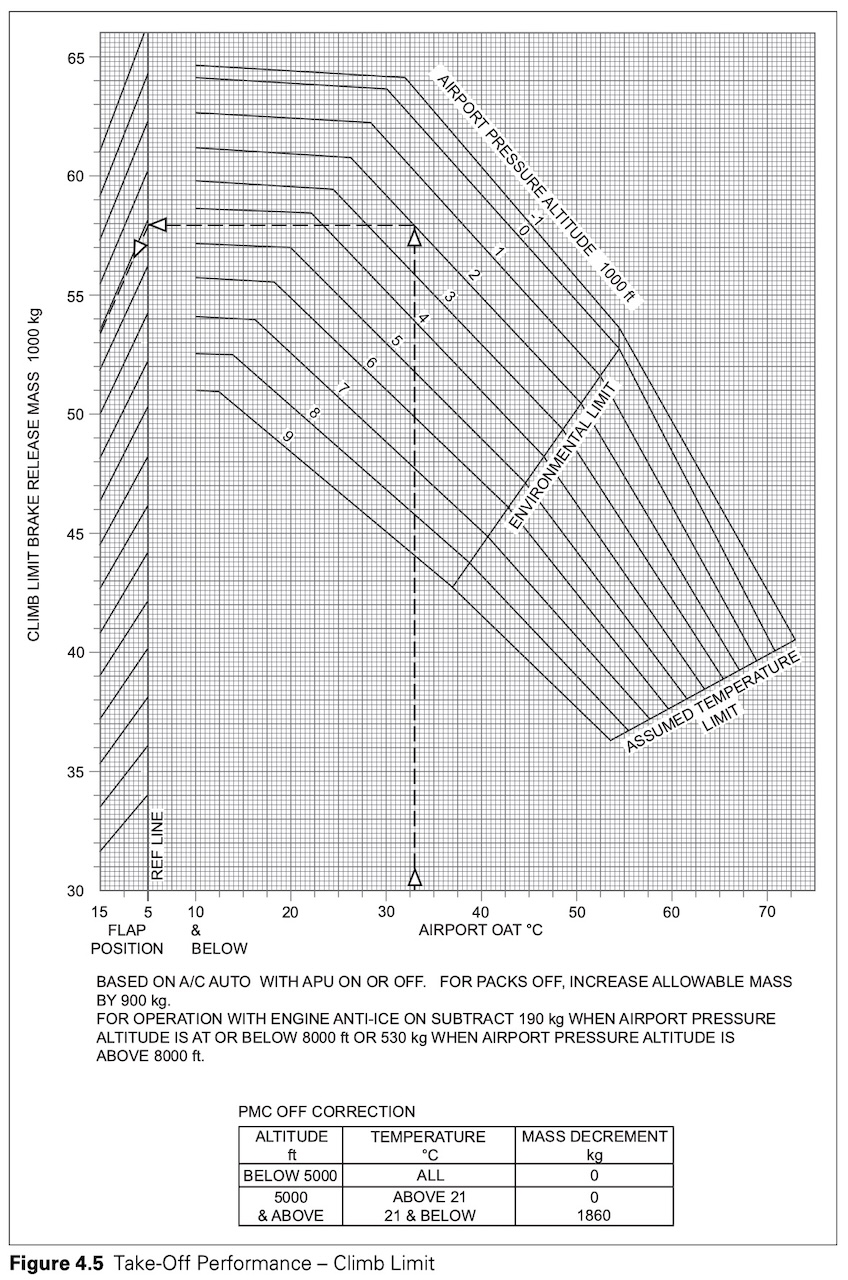 65
60
55
50
45
40
35
30
CLIMB LIMIT BRAKE RELEASE MASS 1000 kg
AIRPORT PRESSURE ALTITUDE 1000 ft
-1
0
1
2
3
4
5
6
7
8
9
ENVIRONMENTAL LIMIT
ASSUMED TEMPERATURE
LIMIT
REF LINE
15 5 10 20 30 40 50 60 70
FLAP & AIRPORT OAT °C
POSITION BELOW
BASED ON A/C AUTO WITH APU ON OR OFF. FOR PACKS OFF, INCREASE ALLOWABLE MASS
BY 900 kg.
FOR OPERATION WITH ENGINE ANTI-ICE ON SUBTRACT 190 kg WHEN AIRPORT PRESSURE
ALTITUDE IS AT OR BELOW 8000 ft OR 530 kg WHEN AIRPORT PRESSURE ALTITUDE IS
ABOVE 8000 ft.
PMC OFF CORRECTION
ALTITUDE TEMPERATURE MASS DECREMENT
ft °C kg
BELOW 5000 ALL 0
5000 ABOVE 21 0
& ABOVE 21 & BELOW 1860
Figure 4.5 Take-Off Performance – Climb Limit